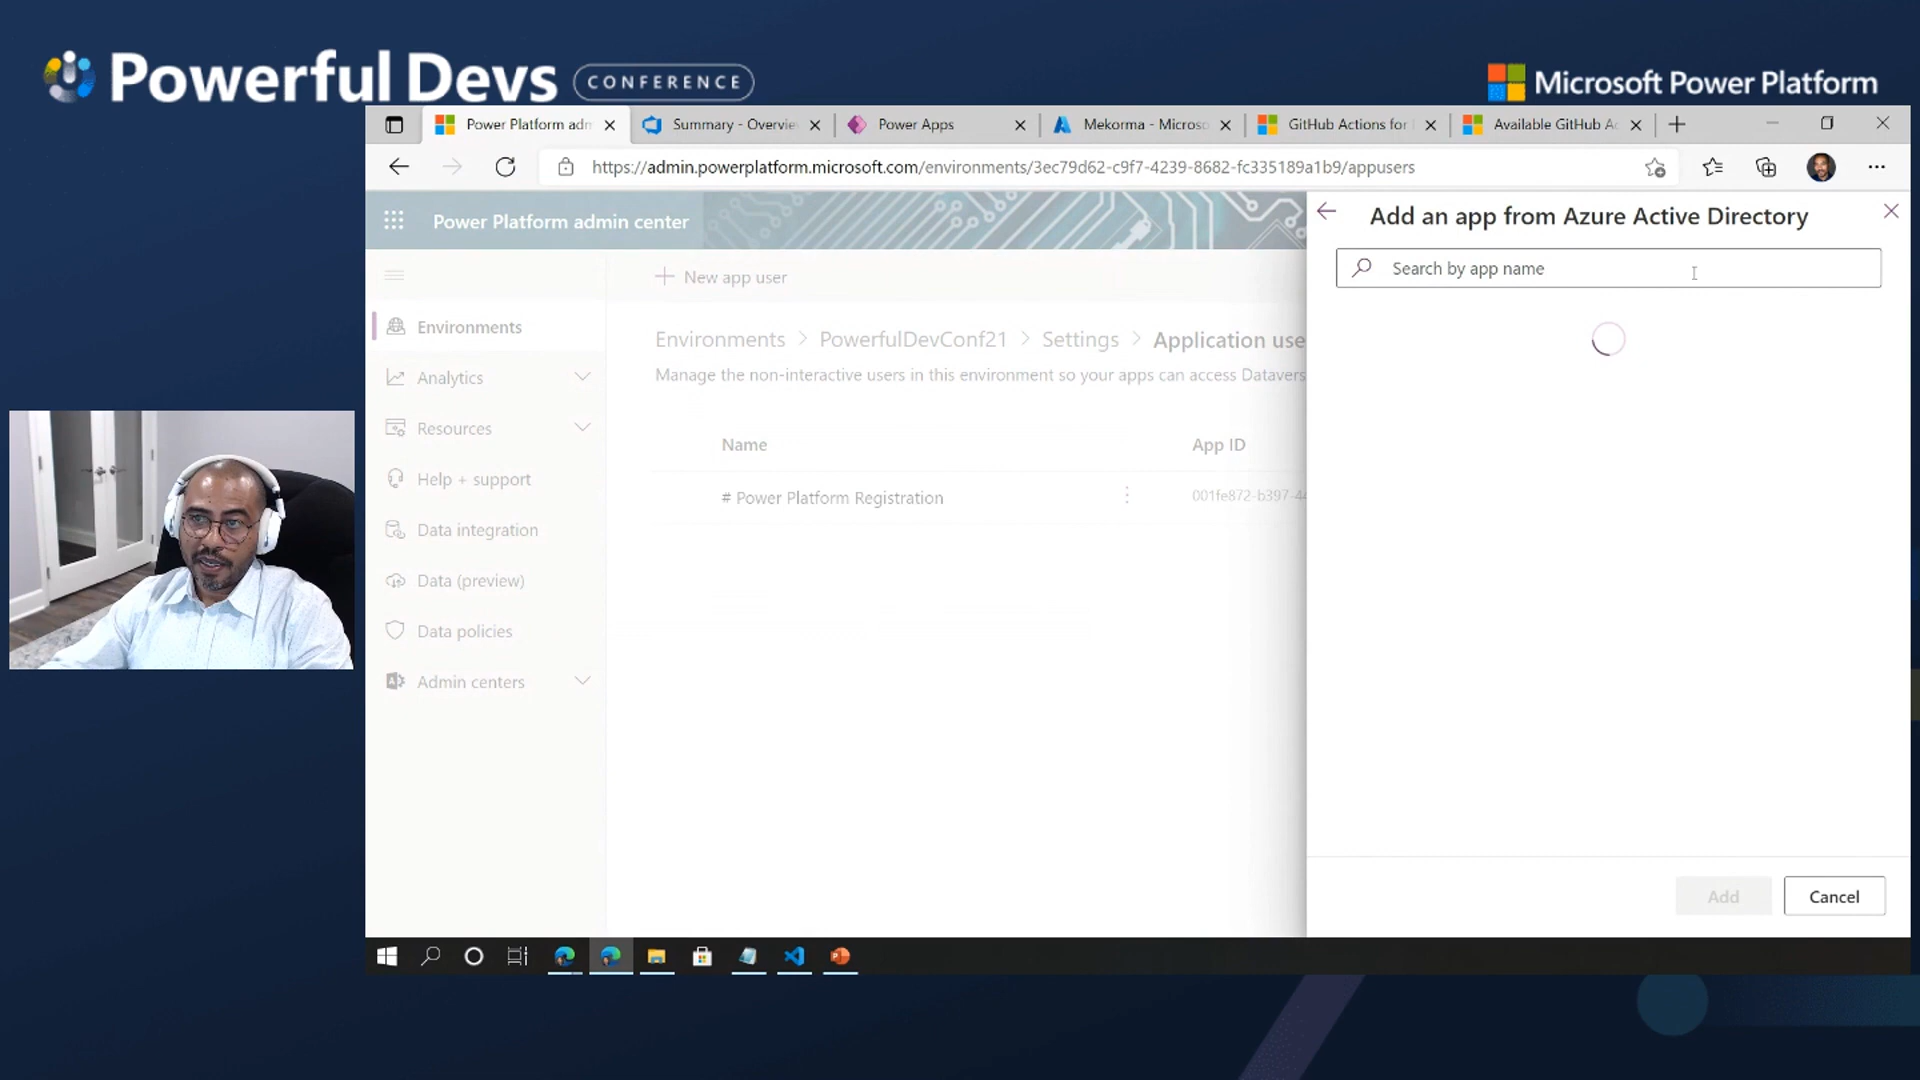 Powerful Devs CONFERENCE
Microsoft Power Platform
Power Platform adm
Summary - Overvie
Power Apps
Mekorma - Microso
GitHub Actions for
Available GitHub Ac
https://admin.powerplatform.microsoft.com/environments/3ec79d62-c9f7-4239-8682-fc335189a1b9/appusers
Power Platform admin center
Add an app from Azure Active Directory
Search by app name
New app user
Environments
Analytics
Resources
Help + support
Data integration
Data (preview)
Data policies
Admin centers
Environments > PowerfulDevConf21 > Settings > Application use
Manage the non-interactive users in this environment so your apps can access Datavers
Name
App ID
# Power Platform Registration
001fe872-b397-44
Add
Cancel